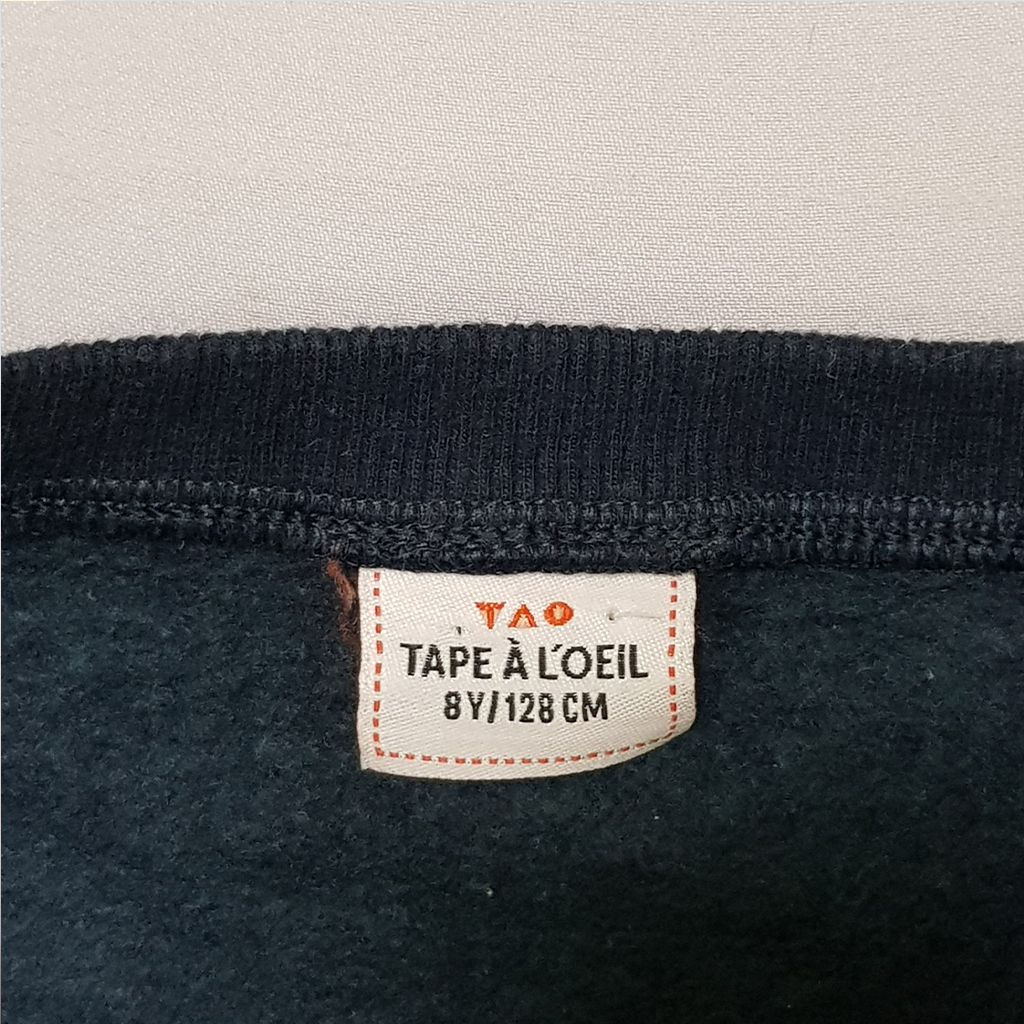 TAO
TAPE À L'OEIL
8Y/128 CM